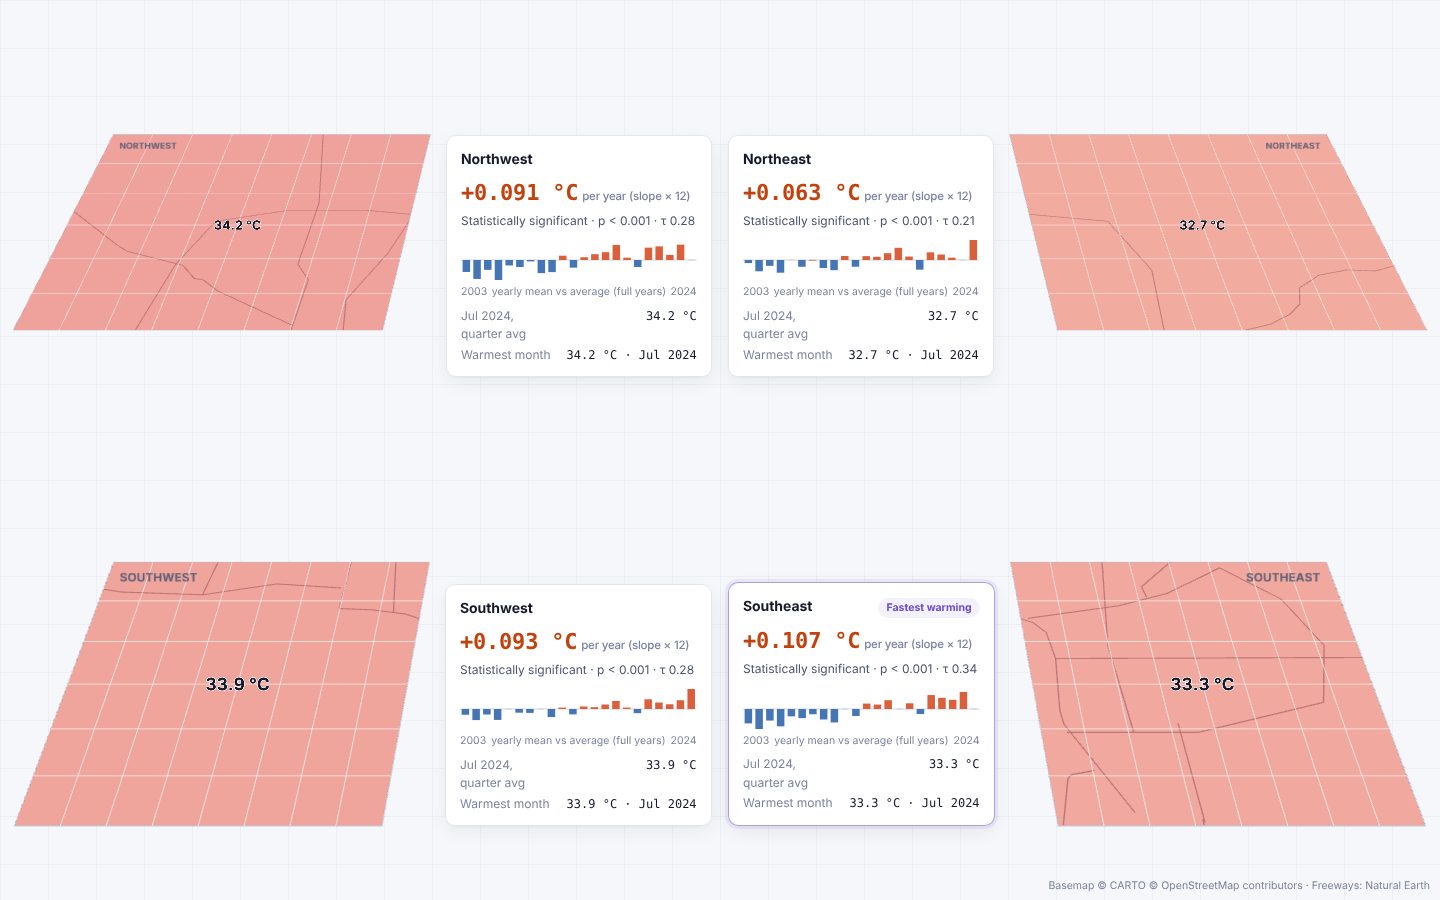 NORTHWEST
34.2 °C
Northwest
+0.091 °C per year (slope × 12)
Statistically significant · p < 0.001 · τ 0.28
2003 yearly mean vs average (full years) 2024
Jul 2024, 34.2 °C
quarter avg
Warmest month 34.2 °C · Jul 2024
Northeast
+0.063 °C per year (slope × 12)
Statistically significant · p < 0.001 · τ 0.21
2003 yearly mean vs average (full years) 2024
Jul 2024, 32.7 °C
quarter avg
Warmest month 32.7 °C · Jul 2024
NORTHEAST
32.7 °C
SOUTHWEST
33.9 °C
Southwest
+0.093 °C per year (slope × 12)
Statistically significant · p < 0.001 · τ 0.28
2003 yearly mean vs average (full years) 2024
Jul 2024, 33.9 °C
quarter avg
Warmest month 33.9 °C · Jul 2024
Southeast Fastest warming
+0.107 °C per year (slope × 12)
Statistically significant · p < 0.001 · τ 0.34
2003 yearly mean vs average (full years) 2024
Jul 2024, 33.3 °C
quarter avg
Warmest month 33.3 °C · Jul 2024
SOUTHEAST
33.3 °C
Basemap © CARTO © OpenStreetMap contributors · Freeways: Natural Earth